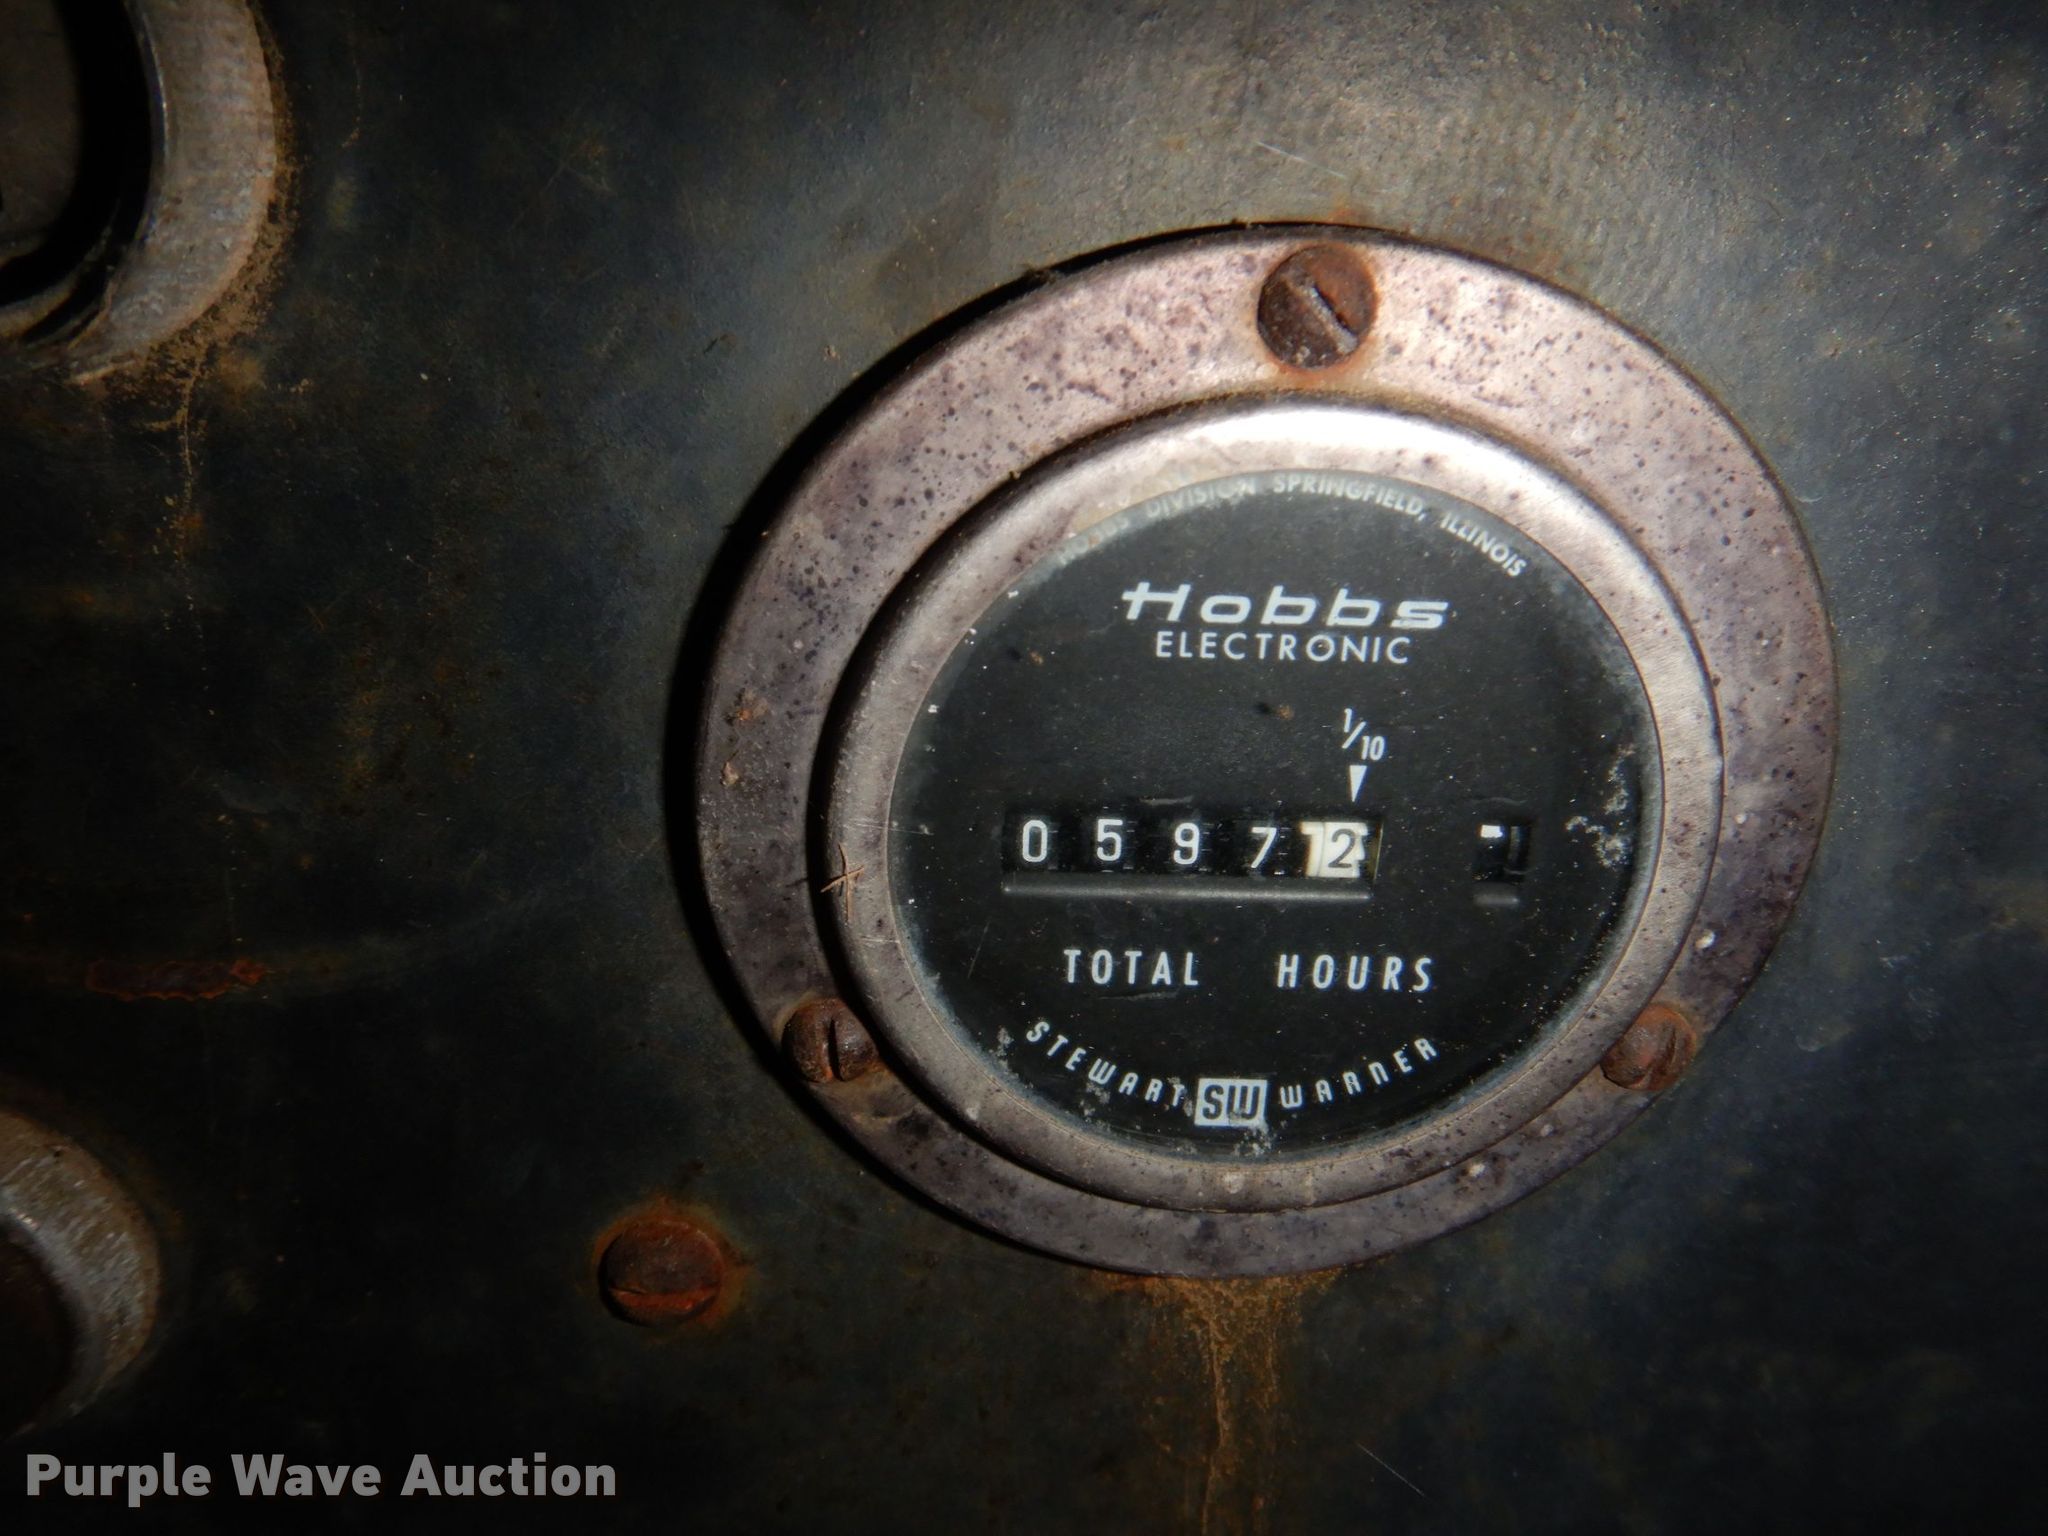 HOBBS DIVISION SPRINGFIELD, ILLINOIS
Hobbs
ELECTRONIC
1/10
0 5 9 7 2
TOTAL HOURS
STEWART SW WARNER
Purple Wave Auction